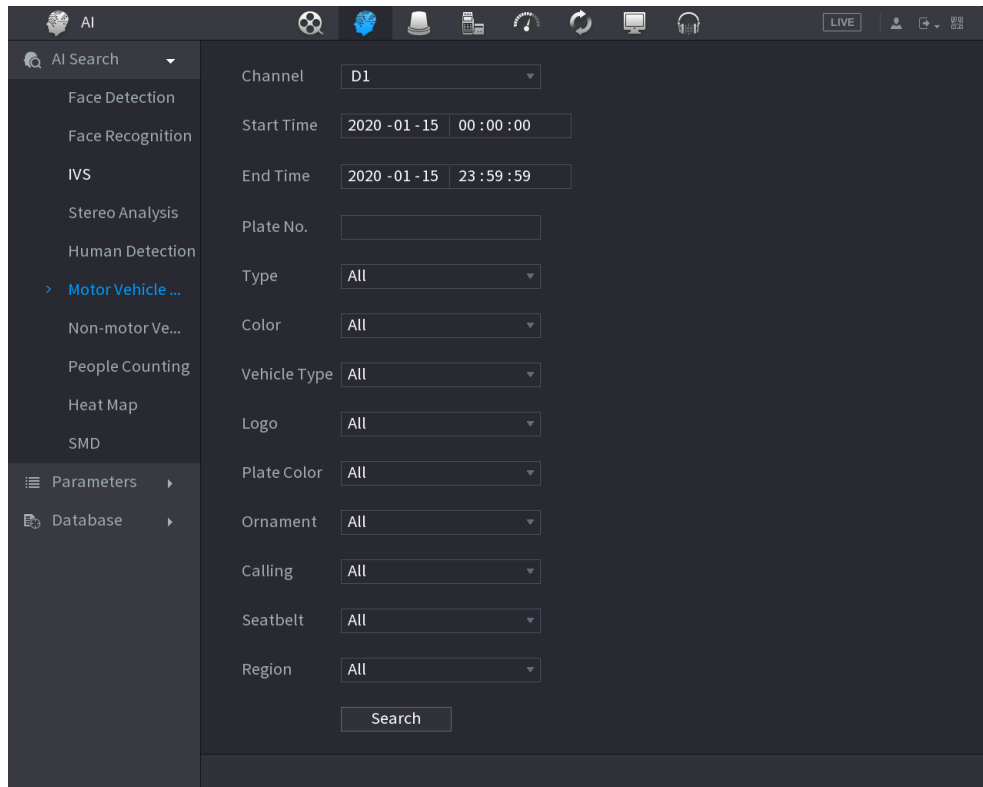 AI
LIVE
AI Search
Face Detection
Face Recognition
IVS
Stereo Analysis
Human Detection
Motor Vehicle ...
Non-motor Ve...
People Counting
Heat Map
SMD
Parameters
Database
Channel D1
Start Time 2020 -01 -15 00 : 00 : 00
End Time 2020 -01 -15 23 : 59 : 59
Plate No.
Type All
Color All
Vehicle Type All
Logo All
Plate Color All
Ornament All
Calling All
Seatbelt All
Region All
Search